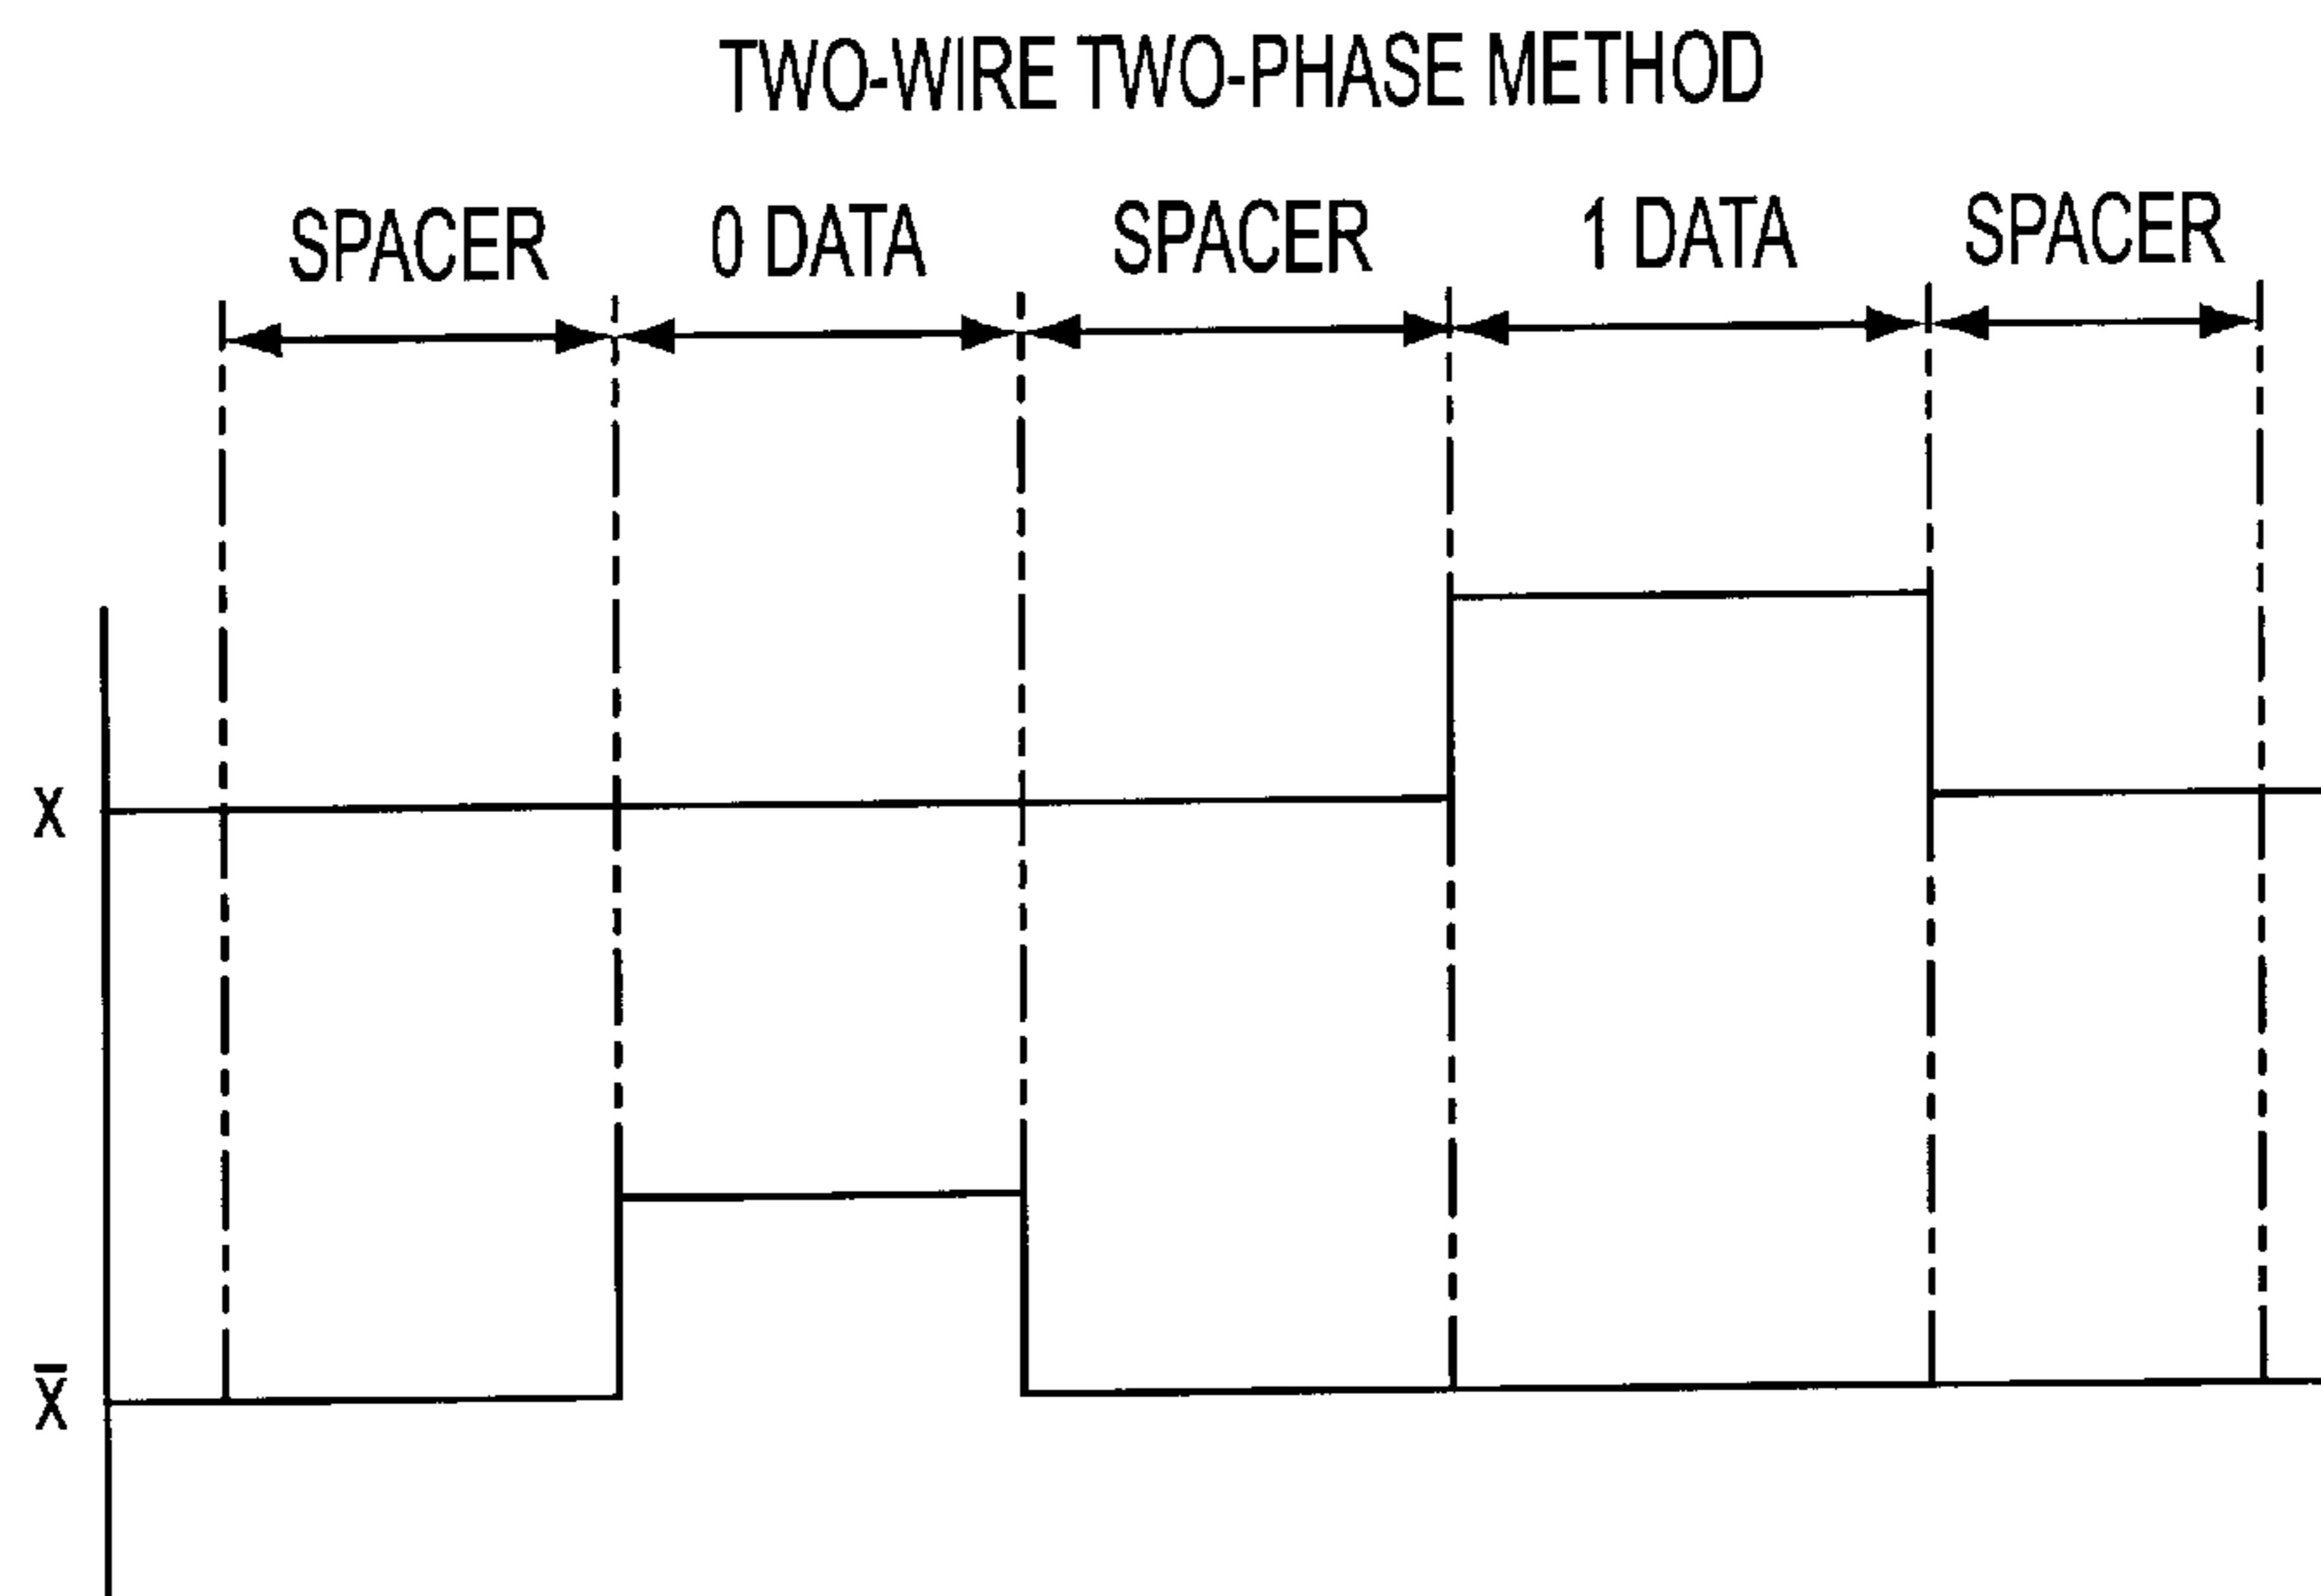 TWO-WIRE TWO-PHASE METHOD
SPACER 0 DATA SPACER 1 DATA SPACER
X
X̅